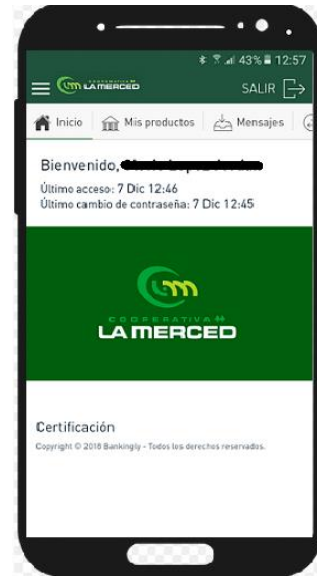 43% 12:57
COOPERATIVA LA MERCED
SALIR
Inicio Mis productos Mensajes
Bienvenido,
Último acceso: 7 Dic 12:46
Último cambio de contraseña: 7 Dic 12:45
COOPERATIVA
LA MERCED
Certificación
Copyright © 2018 Bankingly - Todos los derechos reservados.